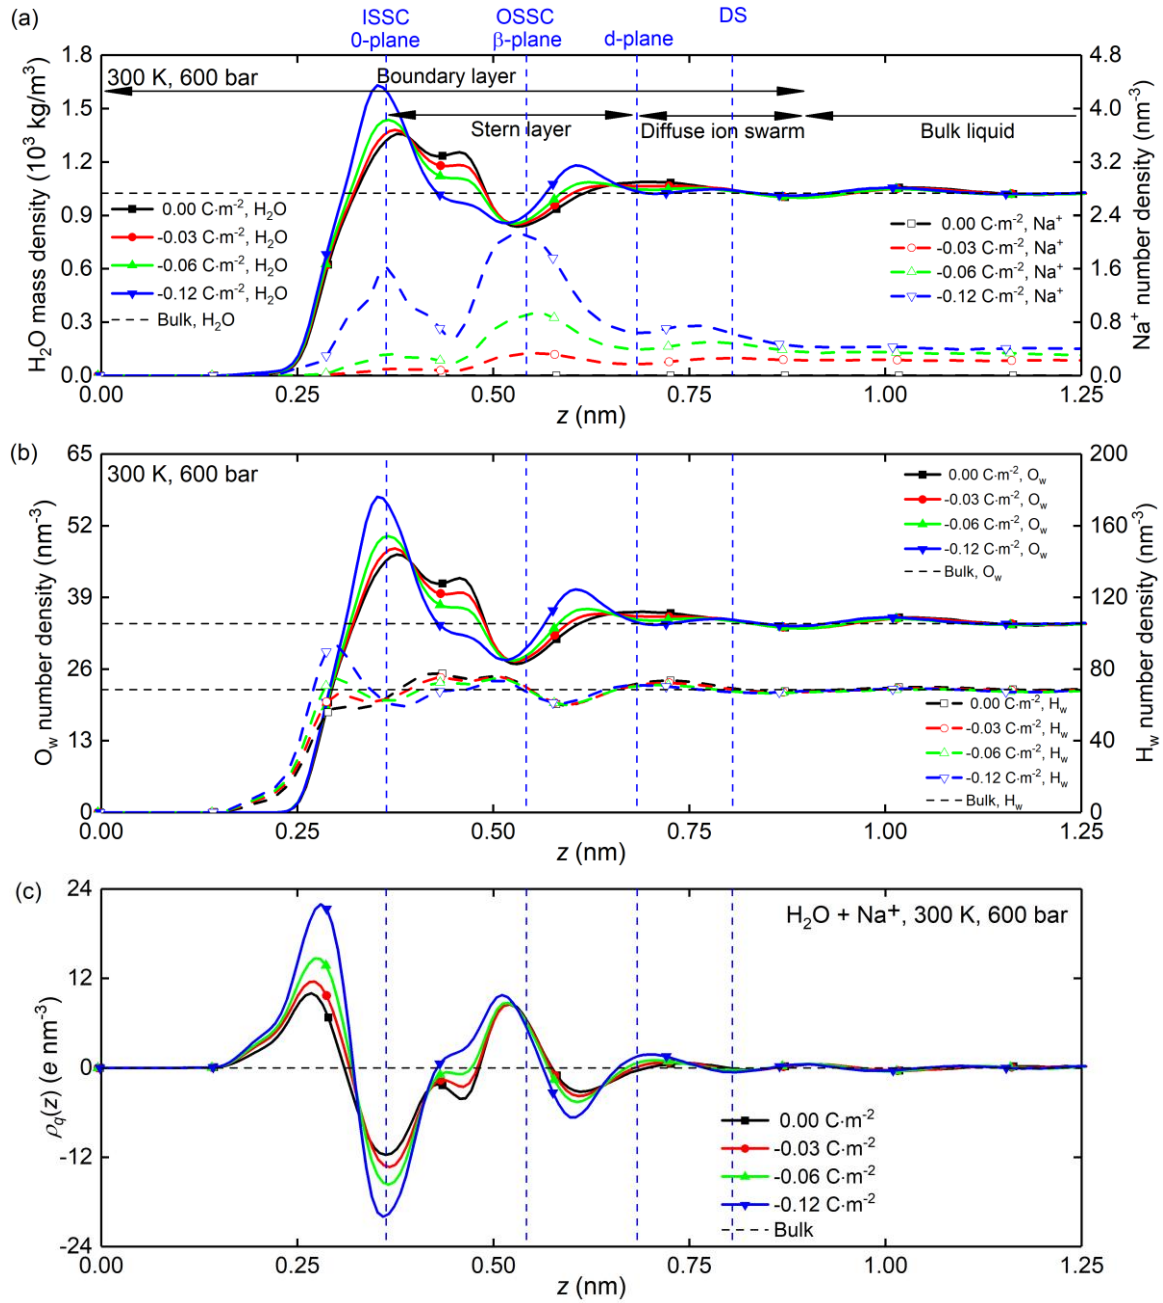 (a)
ISSC
0-plane
OSSC
β-plane
d-plane
DS
300 K, 600 bar
Boundary layer
Stern layer
Diffuse ion swarm
Bulk liquid
H2O mass density (10³ kg/m³)
1.8
1.5
1.2
0.9
0.6
0.3
0.0
0.00 C·m⁻², H2O
-0.03 C·m⁻², H2O
-0.06 C·m⁻², H2O
-0.12 C·m⁻², H2O
Bulk, H2O
0.00 C·m⁻², Na⁺
-0.03 C·m⁻², Na⁺
-0.06 C·m⁻², Na⁺
-0.12 C·m⁻², Na⁺
4.8
4.0
3.2
2.4
1.6
0.8
0.0
Na⁺ number density (nm⁻³)
0.00 0.25 0.50 0.75 1.00 1.25
z (nm)
(b)
300 K, 600 bar
Ow number density (nm⁻³)
65
52
39
26
13
0
0.00 C·m⁻², Ow
-0.03 C·m⁻², Ow
-0.06 C·m⁻², Ow
-0.12 C·m⁻², Ow
Bulk, Ow
0.00 C·m⁻², Hw
-0.03 C·m⁻², Hw
-0.06 C·m⁻², Hw
-0.12 C·m⁻², Hw
Bulk, Hw
200
160
120
80
40
0
Hw number density (nm⁻³)
0.00 0.25 0.50 0.75 1.00 1.25
z (nm)
(c)
H2O + Na⁺, 300 K, 600 bar
ρq(z) (e nm⁻³)
24
12
0
-12
-24
0.00 C·m⁻²
-0.03 C·m⁻²
-0.06 C·m⁻²
-0.12 C·m⁻²
Bulk
0.00 0.25 0.50 0.75 1.00 1.25
z (nm)